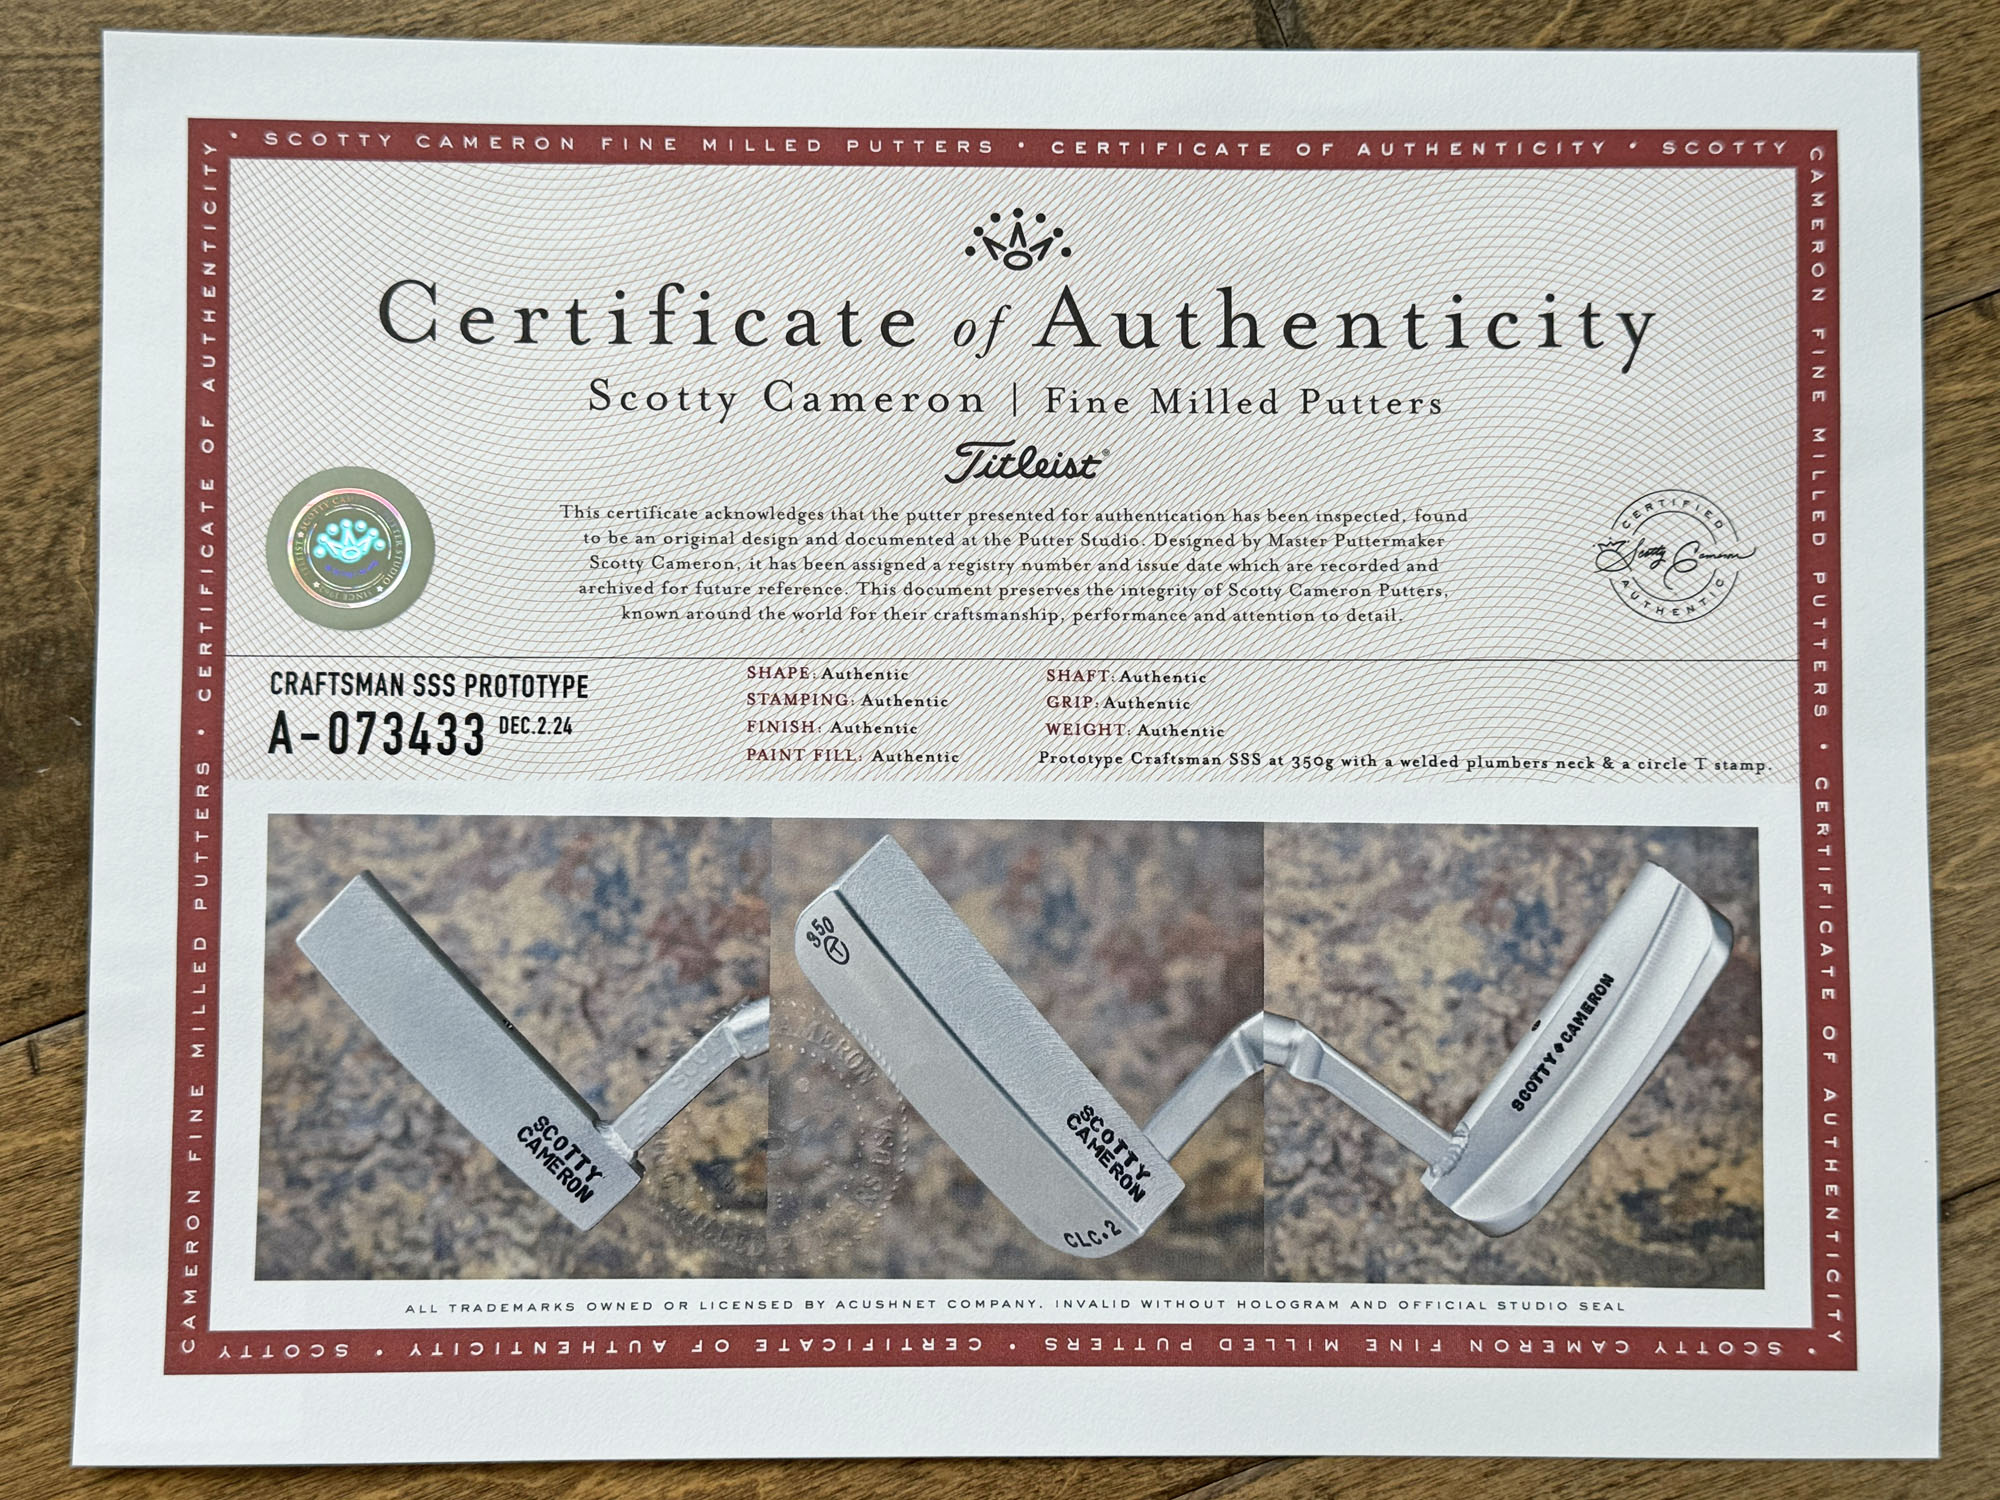 • SCOTTY CAMERON FINE MILLED PUTTERS • CERTIFICATE OF AUTHENTICITY • SCOTTY
CAMERON FINE MILLED PUTTERS • CERTIFICATE OF AUTHENTICITY
CAMERON FINE MILLED PUTTERS • CERTIFICATE OF AUTHENTICITY
Certificate of Authenticity
Scotty Cameron | Fine Milled Putters
Titleist®
This certificate acknowledges that the putter presented for authentication has been inspected, found
to be an original design and documented at the Putter Studio. Designed by Master Puttermaker
Scotty Cameron, it has been assigned a registry number and issue date which are recorded and
archived for future reference. This document preserves the integrity of Scotty Cameron Putters,
known around the world for their craftsmanship, performance and attention to detail.
TITLEIST ★ SCOTTY
SINCE
CERTIFIED
Scotty Cameron
AUTHENTIC
CRAFTSMAN SSS PROTOTYPE
A-073433 DEC.2.24
SHAPE: Authentic
STAMPING: Authentic
FINISH: Authentic
PAINT FILL: Authentic
SHAFT: Authentic
GRIP: Authentic
WEIGHT: Authentic
Prototype Craftsman SSS at 350g with a welded plumbers neck & a circle T stamp.
SCOTTY
CAMERON
350
T
SCOTTY
CAMERON
CLC•2
SCOTTY CAMERON
MILLED
USA
ALL TRADEMARKS OWNED OR LICENSED BY ACUSHNET COMPANY. INVALID WITHOUT HOLOGRAM AND OFFICIAL STUDIO SEAL
• SCOTTY CAMERON FINE MILLED PUTTERS • CERTIFICATE OF AUTHENTICITY • SCOTTY